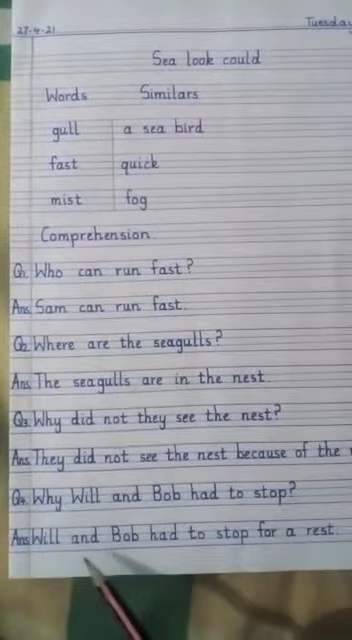 27-4-21 Tuesday
Sea look could
Words Similars
gull a sea bird
fast quick
mist fog
Comprehension
Q1. Who can run fast?
Ans. Sam can run fast.
Q2. Where are the seagulls?
Ans. The seagulls are in the nest.
Q3. Why did not they see the nest?
Ans. They did not see the nest because of the
Q4. Why Will and Bob had to stop?
Ans Will and Bob had to stop for a rest.